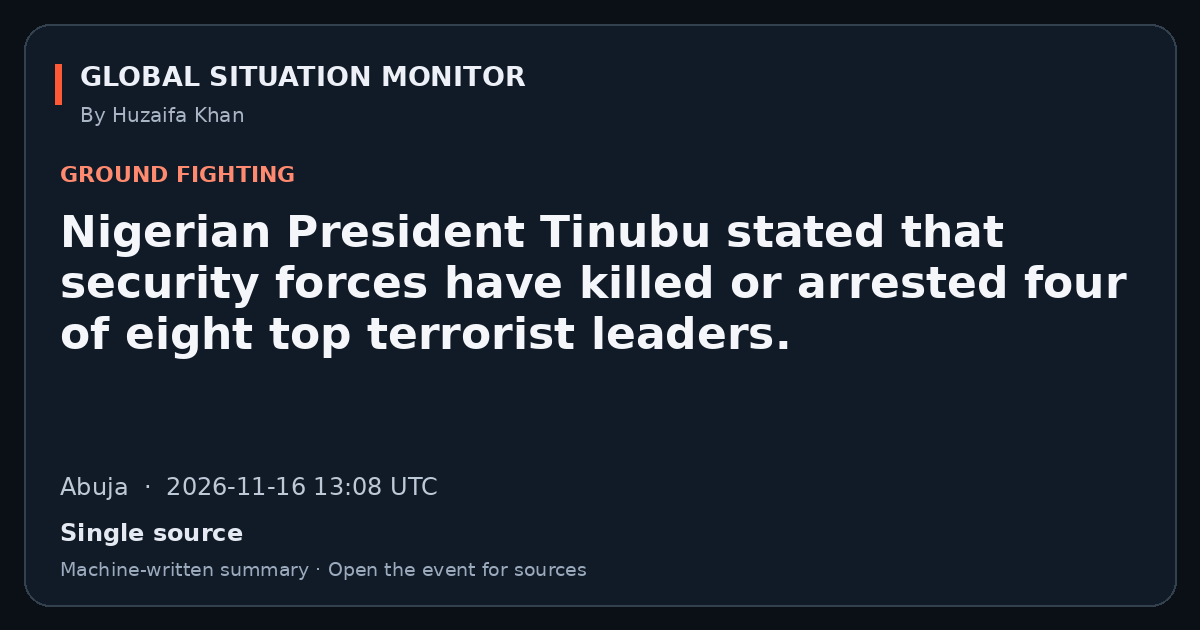 GLOBAL SITUATION MONITOR
By Huzaifa Khan
GROUND FIGHTING
Nigerian President Tinubu stated that
security forces have killed or arrested four
of eight top terrorist leaders.
Abuja · 2026-11-16 13:08 UTC
Single source
Machine-written summary · Open the event for sources